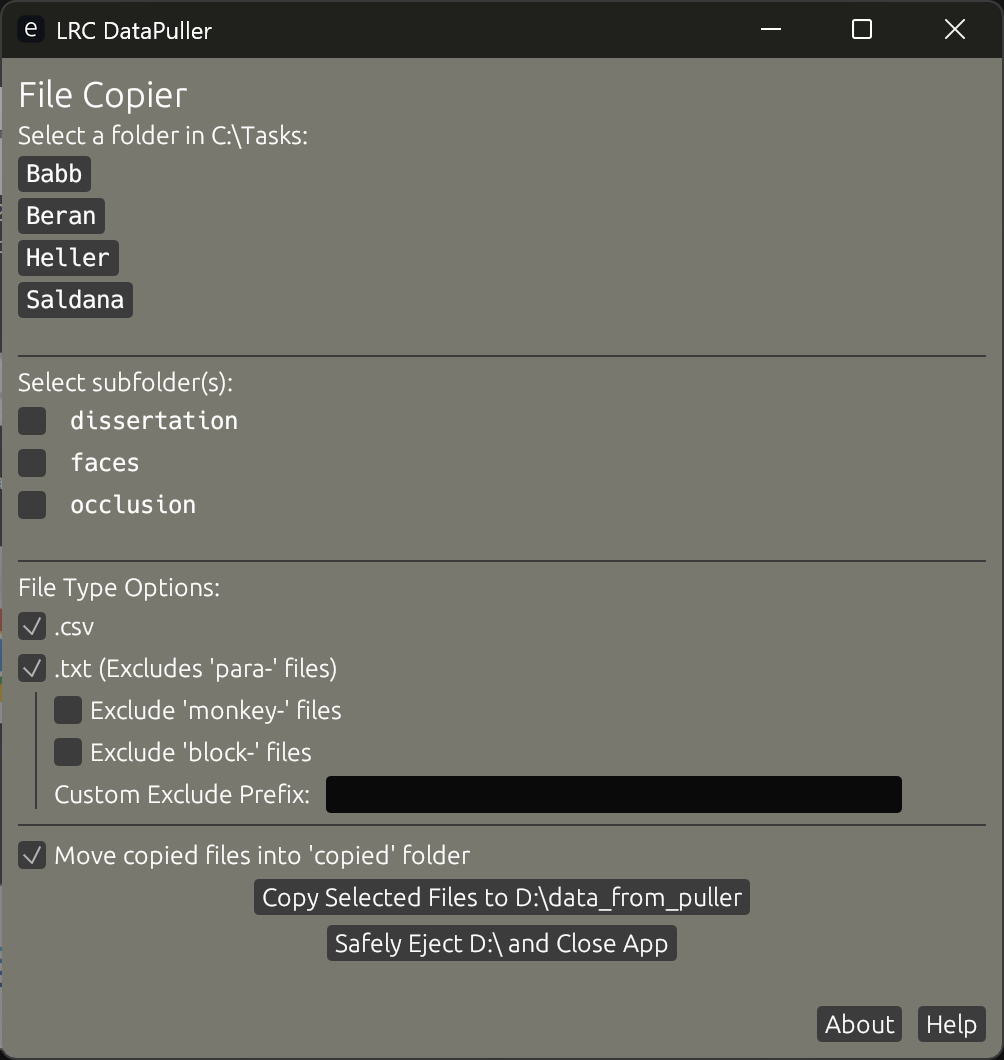 e LRC DataPuller
File Copier
Select a folder in C:\Tasks:
Babb
Beran
Heller
Saldana
Select subfolder(s):
dissertation
faces
occlusion
File Type Options:
.csv
.txt (Excludes 'para-' files)
Exclude 'monkey-' files
Exclude 'block-' files
Custom Exclude Prefix:
Move copied files into 'copied' folder
Copy Selected Files to D:\data_from_puller
Safely Eject D:\ and Close App
About Help